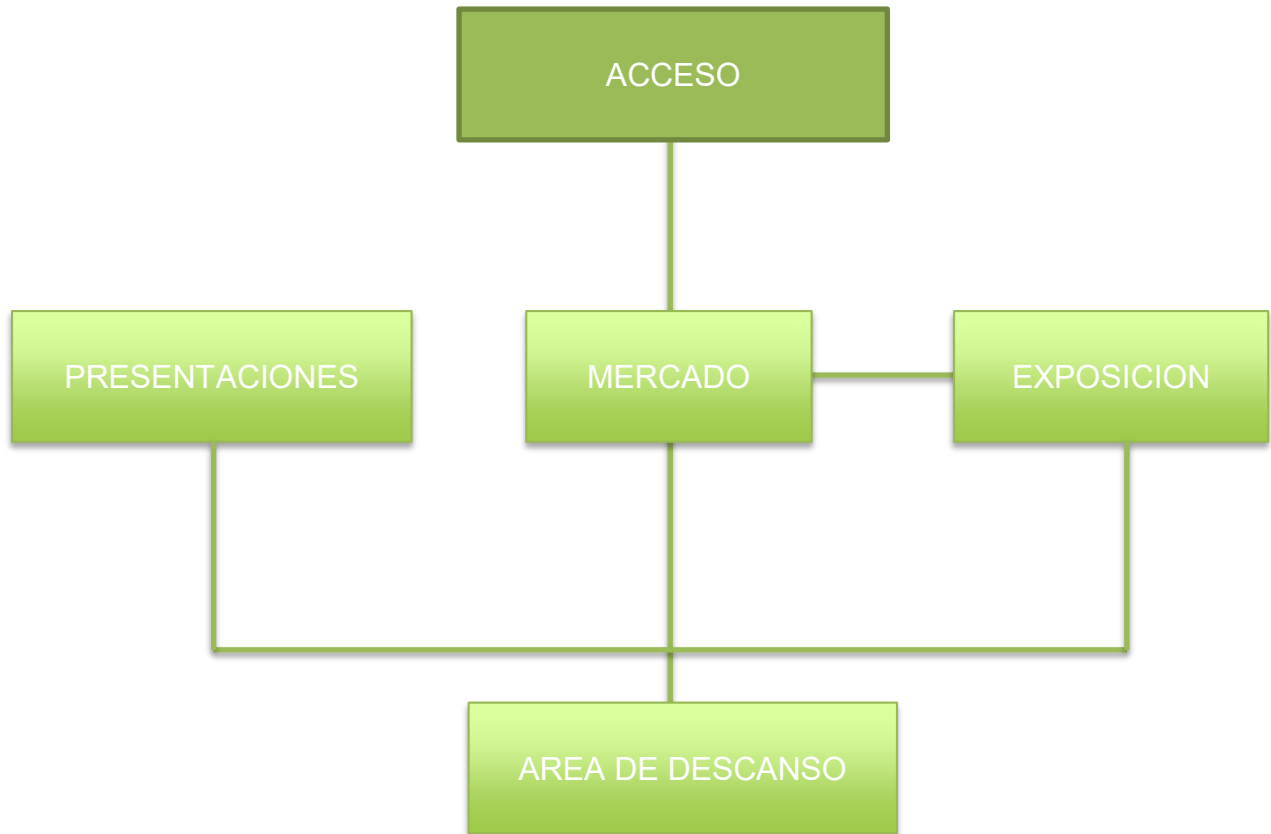 ACCESO
PRESENTACIONES
MERCADO
EXPOSICION
AREA DE DESCANSO